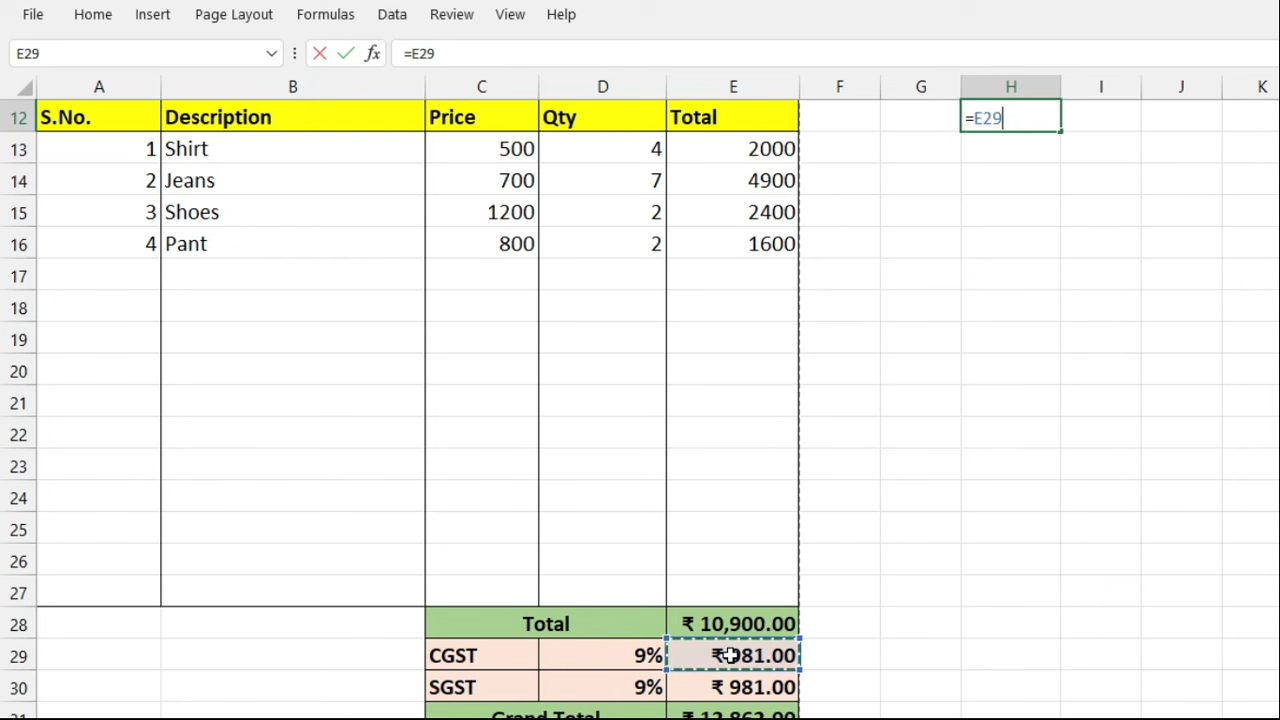 File Home Insert Page Layout Formulas Data Review View Help
E29 fx =E29
A B C D E F G H I J K
12 S.No. Description Price Qty Total =E29
13 1 Shirt 500 4 2000
14 2 Jeans 700 7 4900
15 3 Shoes 1200 2 2400
16 4 Pant 800 2 1600
17
18
19
20
21
22
23
24
25
26
27
28 Total ₹ 10,900.00
29 CGST 9% ₹ 981.00
30 SGST 9% ₹ 981.00
31 Grand Total ₹ 12,862.00